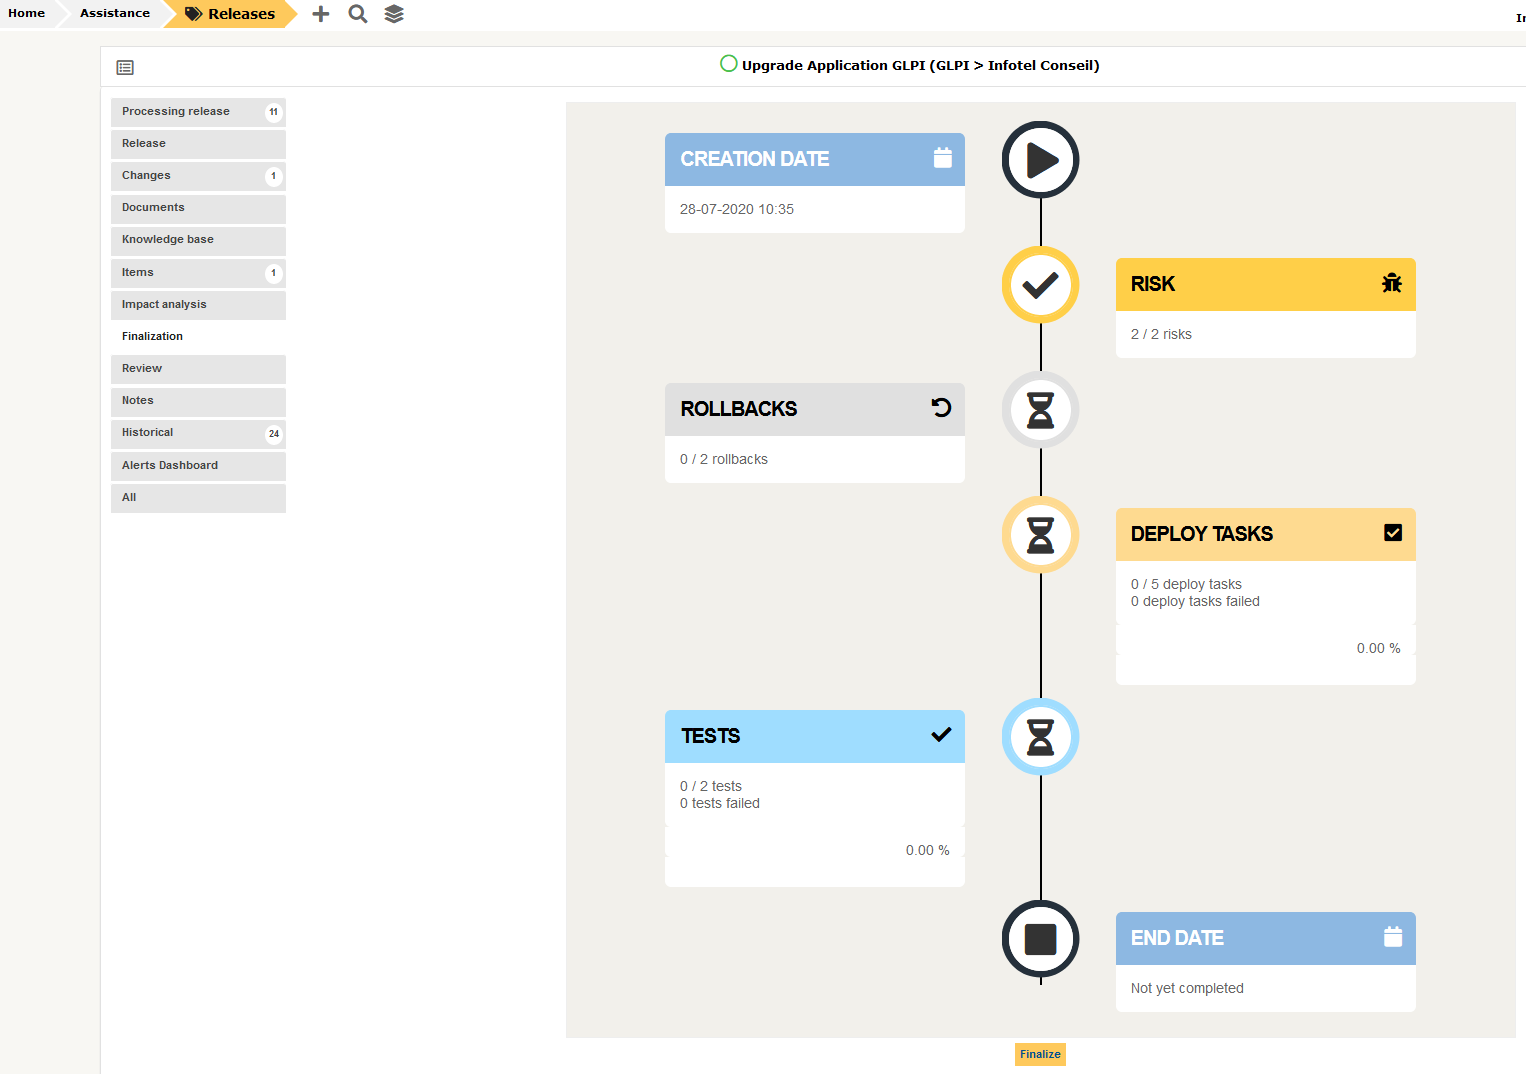 Home
Assistance
Releases
Upgrade Application GLPI (GLPI > Infotel Conseil)
Processing release 11
Release
Changes 1
Documents
Knowledge base
Items 1
Impact analysis
Finalization
Review
Notes
Historical 24
Alerts Dashboard
All
CREATION DATE
28-07-2020 10:35
RISK
2 / 2 risks
ROLLBACKS
0 / 2 rollbacks
DEPLOY TASKS
0 / 5 deploy tasks
0 deploy tasks failed
0.00 %
TESTS
0 / 2 tests
0 tests failed
0.00 %
END DATE
Not yet completed
Finalize